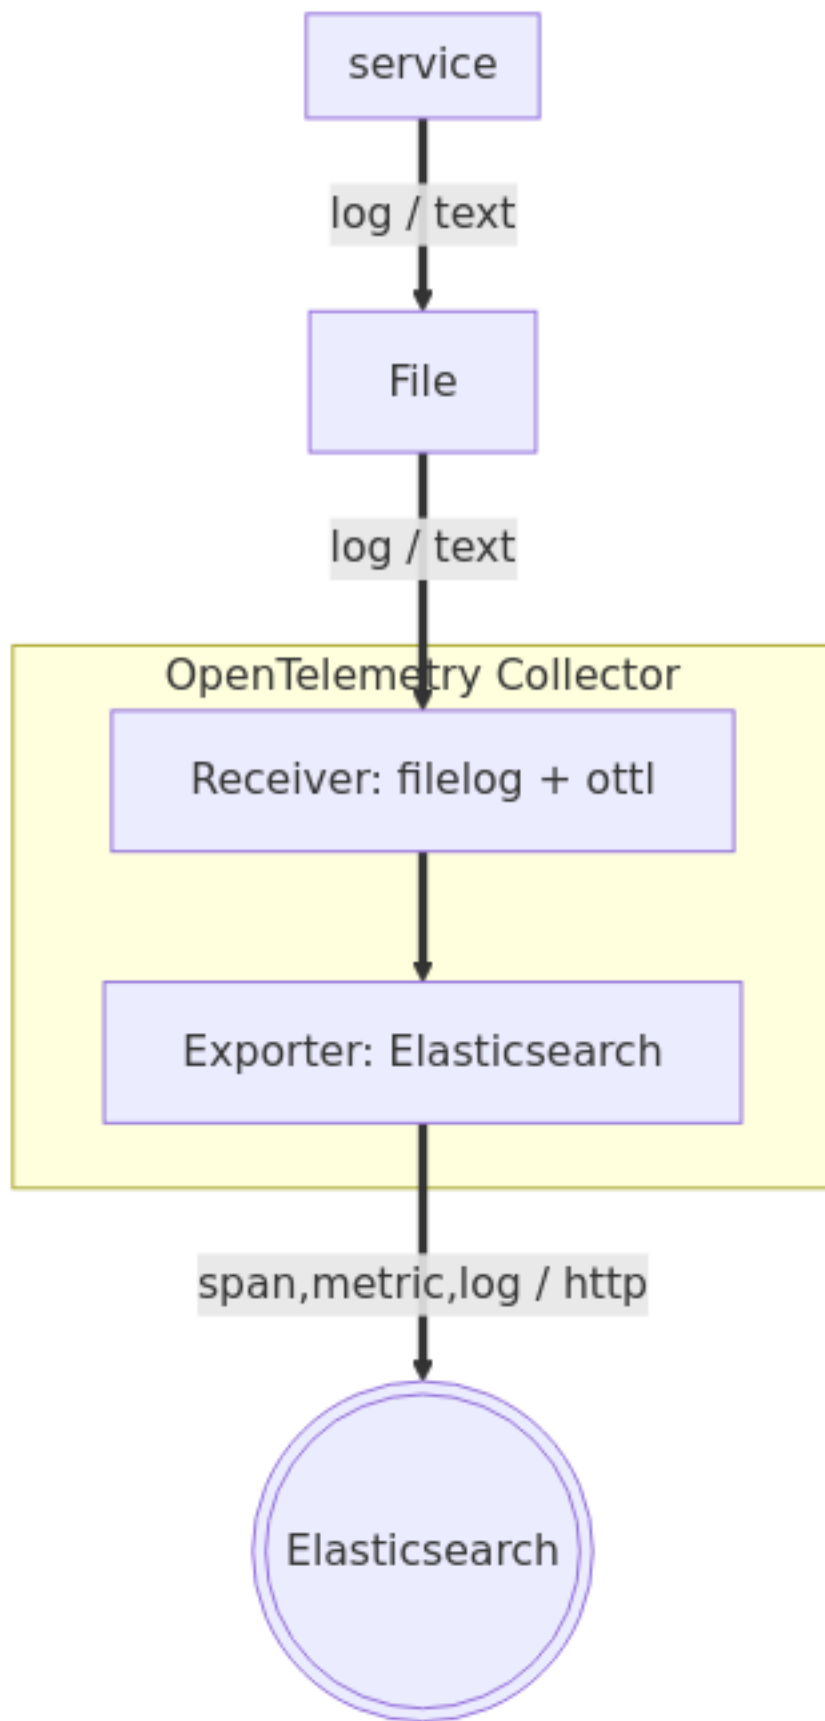 service
log / text
File
log / text
OpenTelemetry Collector
Receiver: filelog + ottl
Exporter: Elasticsearch
span,metric,log / http
Elasticsearch